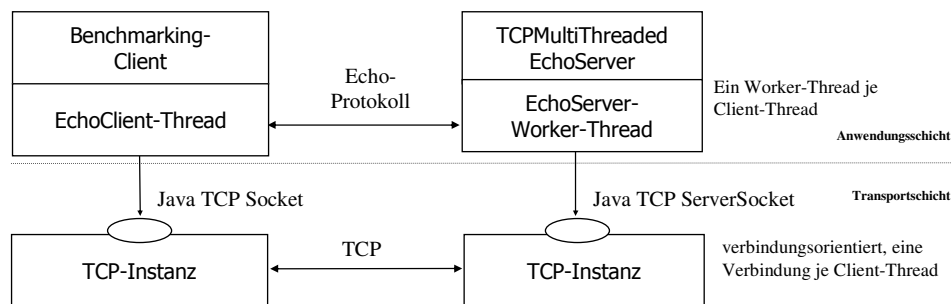 Benchmarking-
Client
EchoClient-Thread
Echo-
Protokoll
TCPMultiThreaded
EchoServer
EchoServer-
Worker-Thread
Ein Worker-Thread je
Client-Thread
Anwendungsschicht
Java TCP Socket
Java TCP ServerSocket
Transportschicht
TCP-Instanz
TCP
TCP-Instanz
verbindungsorientiert, eine
Verbindung je Client-Thread